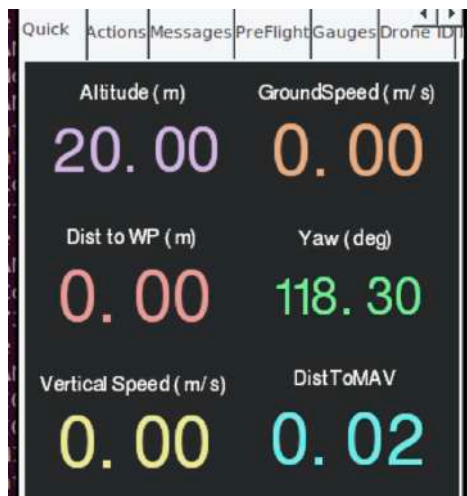 Quick Actions Messages PreFlight Gauges Drone ID
Altitude (m) GroundSpeed (m/s)
20.00 0.00
Dist to WP (m) Yaw (deg)
0.00 118.30
Vertical Speed (m/s) DistToMAV
0.00 0.02